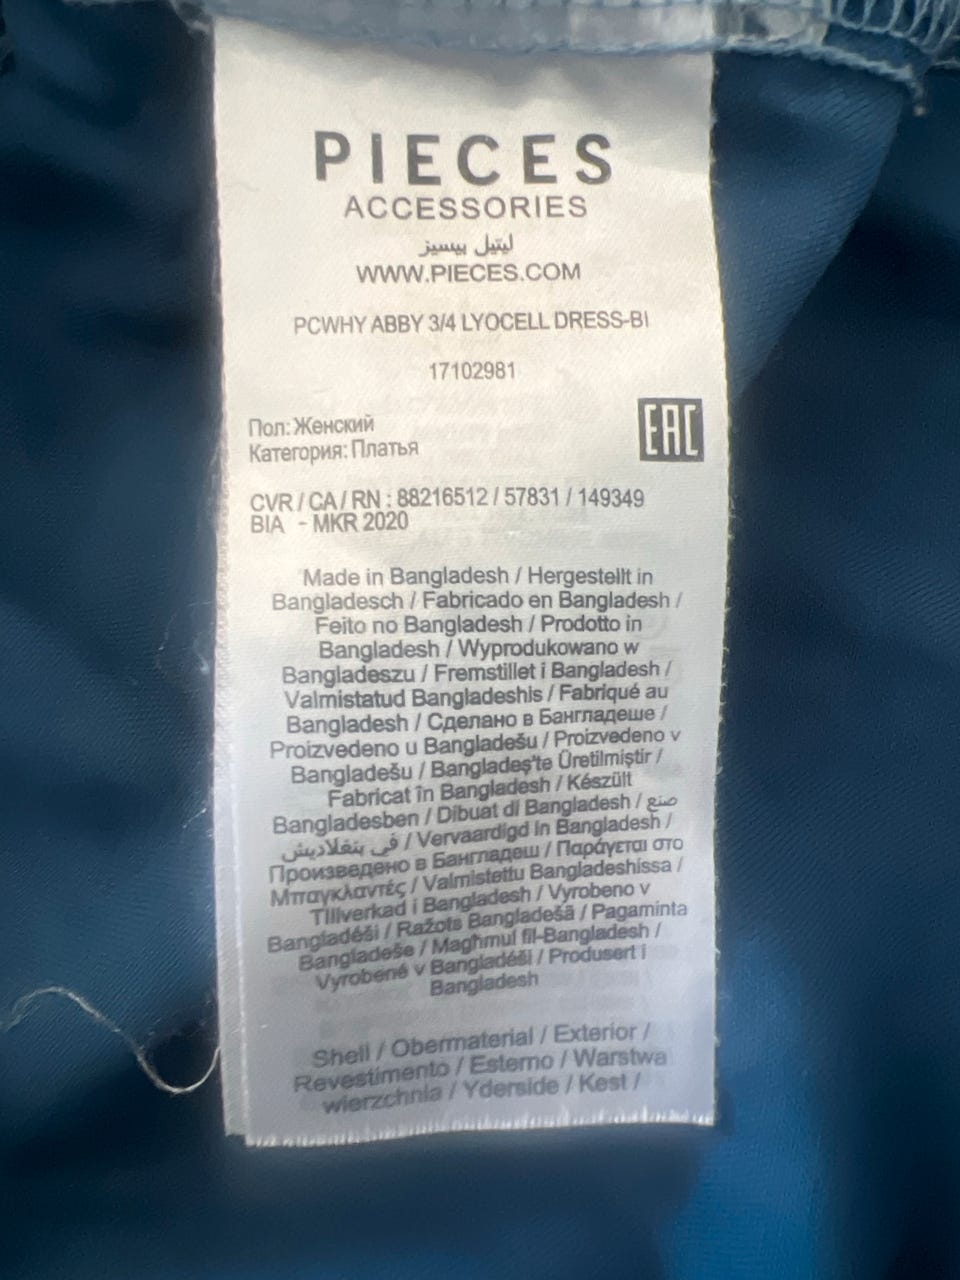 PIECES
ACCESSORIES
ليتيل بيسيز
WWW.PIECES.COM
PCWHY ABBY 3/4 LYOCELL DRESS-BI
17102981
Пол: Женский
Категория: Платья
EAC
CVR / CA / RN : 88216512 / 57831 / 149349
BIA - MKR 2020
Made in Bangladesh / Hergestellt in
Bangladesch / Fabricado en Bangladesh /
Feito no Bangladesh / Prodotto in
Bangladesh / Wyprodukowano w
Bangladeszu / Fremstillet i Bangladesh /
Valmistatud Bangladeshis / Fabriqué au
Bangladesh / Сделано в Бангладеше /
Proizvedeno u Bangladešu / Proizvedeno v
Bangladešu / Bangladeş'te Üretilmiştir /
Fabricat în Bangladesh / Készült
Bangladesben / Dibuat di Bangladesh / صنع
في بنغلاديش / Vervaardigd in Bangladesh /
Произведено в Бангладеш / Παράγεται στο
Μπαγκλαντές / Valmistettu Bangladeshissa /
Tillverkad i Bangladesh / Vyrobeno v
Bangladéši / Ražots Bangladešā / Pagaminta
Bangladeše / Magħmul fil-Bangladesh /
Vyrobené v Bangladéši / Produsert i
Bangladesh
Shell / Obermaterial / Exterior /
Revestimento / Esterno / Warstwa
wierzchnia / Yderside / Kest /